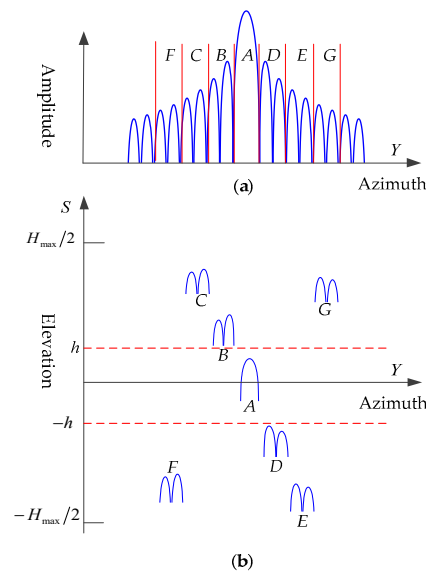 F C B A D E G
Amplitude
Y
Azimuth
(a)
S
H_max/2
C
G
B
h
Elevation
Y
A
Azimuth
-h
F
D
E
-H_max/2
(b)